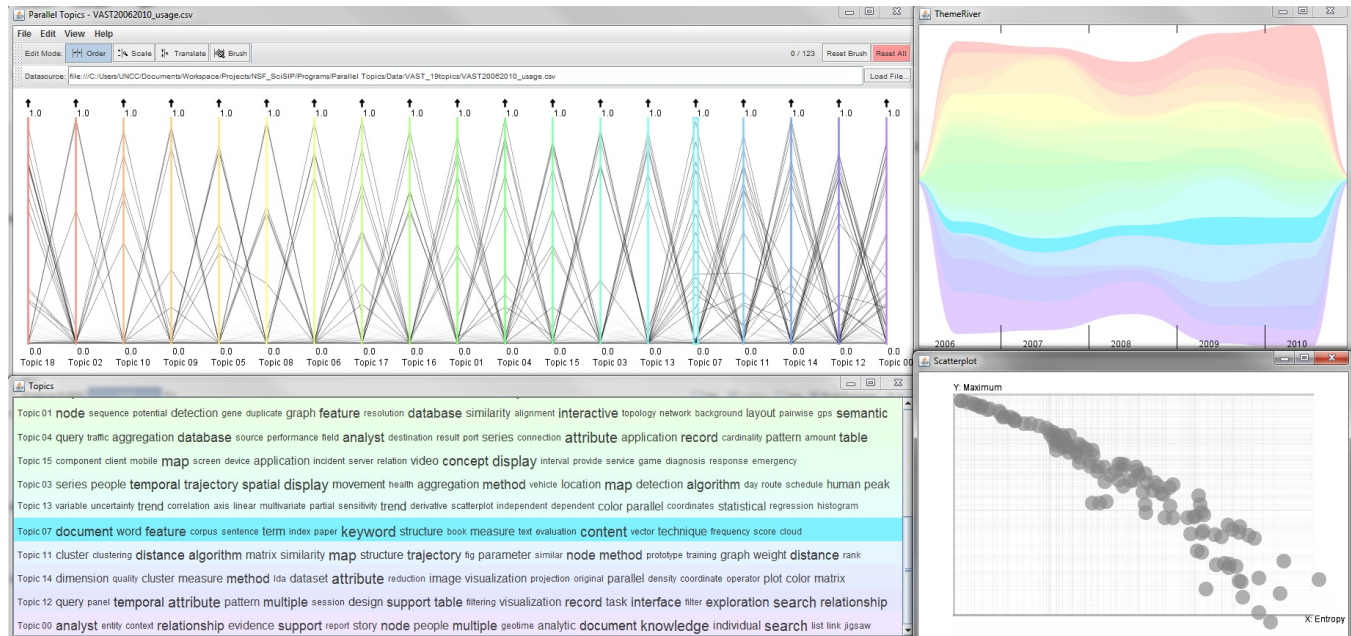 Parallel Topics - VAST20062010_usage.csv
File Edit View Help
Edit Mode: Order Scale Translate Brush 0 / 123 Reset Brush Reset All
Datasource: file:///C:/Users/UNCC/Documents/Workspace/Projects/NSF_SciSIP/Programs/Parallel Topics/Data/VAST_19topics/VAST20062010_usage.csv Load File...
1.0 1.0 1.0 1.0 1.0 1.0 1.0 1.0 1.0 1.0 1.0 1.0 1.0 1.0 1.0 1.0 1.0 1.0 1.0
0.0 0.0 0.0 0.0 0.0 0.0 0.0 0.0 0.0 0.0 0.0 0.0 0.0 0.0 0.0 0.0 0.0 0.0 0.0
Topic 18 Topic 02 Topic 10 Topic 09 Topic 05 Topic 08 Topic 06 Topic 17 Topic 16 Topic 01 Topic 04 Topic 15 Topic 03 Topic 13 Topic 07 Topic 11 Topic 14 Topic 12 Topic 00
ThemeRiver
2006 2007 2008 2009 2010
Topics
Topic 01 node sequence potential detection gene duplicate graph feature resolution database similarity alignment interactive topology network background layout pairwise gps semantic
Topic 04 query traffic aggregation database source performance field analyst destination result port series connection attribute application record cardinality pattern amount table
Topic 15 component client mobile map screen device application incident server relation video concept display interval provide service game diagnosis response emergency
Topic 03 series people temporal trajectory spatial display movement health aggregation method vehicle location map detection algorithm day route schedule human peak
Topic 13 variable uncertainty trend correlation axis linear multivariate partial sensitivity trend derivative scatterplot independent dependent color parallel coordinates statistical regression histogram
Topic 07 document word feature corpus sentence term index paper keyword structure book measure text evaluation content vector technique frequency score cloud
Topic 11 cluster clustering distance algorithm matrix similarity map structure trajectory fig parameter similar node method prototype training graph weight distance rank
Topic 14 dimension quality cluster measure method lda dataset attribute reduction image visualization projection original parallel density coordinate operator plot color matrix
Topic 12 query panel temporal attribute pattern multiple session design support table filtering visualization record task interface filter exploration search relationship
Topic 00 analyst entity context relationship evidence support report story node people multiple geotime analytic document knowledge individual search list link jigsaw
Scatterplot
Y: Maximum
X: Entropy